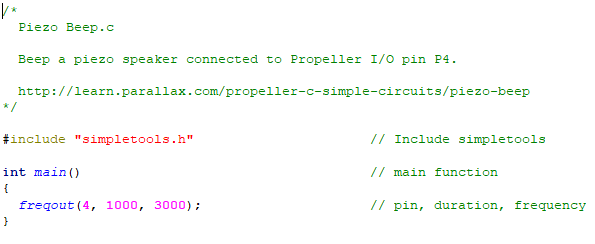 /*
  Piezo Beep.c

  Beep a piezo speaker connected to Propeller I/O pin P4.

  http://learn.parallax.com/propeller-c-simple-circuits/piezo-beep
*/

#include "simpletools.h"                      // Include simpletools

int main()                                    // main function
{
  freqout(4, 1000, 3000);                     // pin, duration, frequency
}